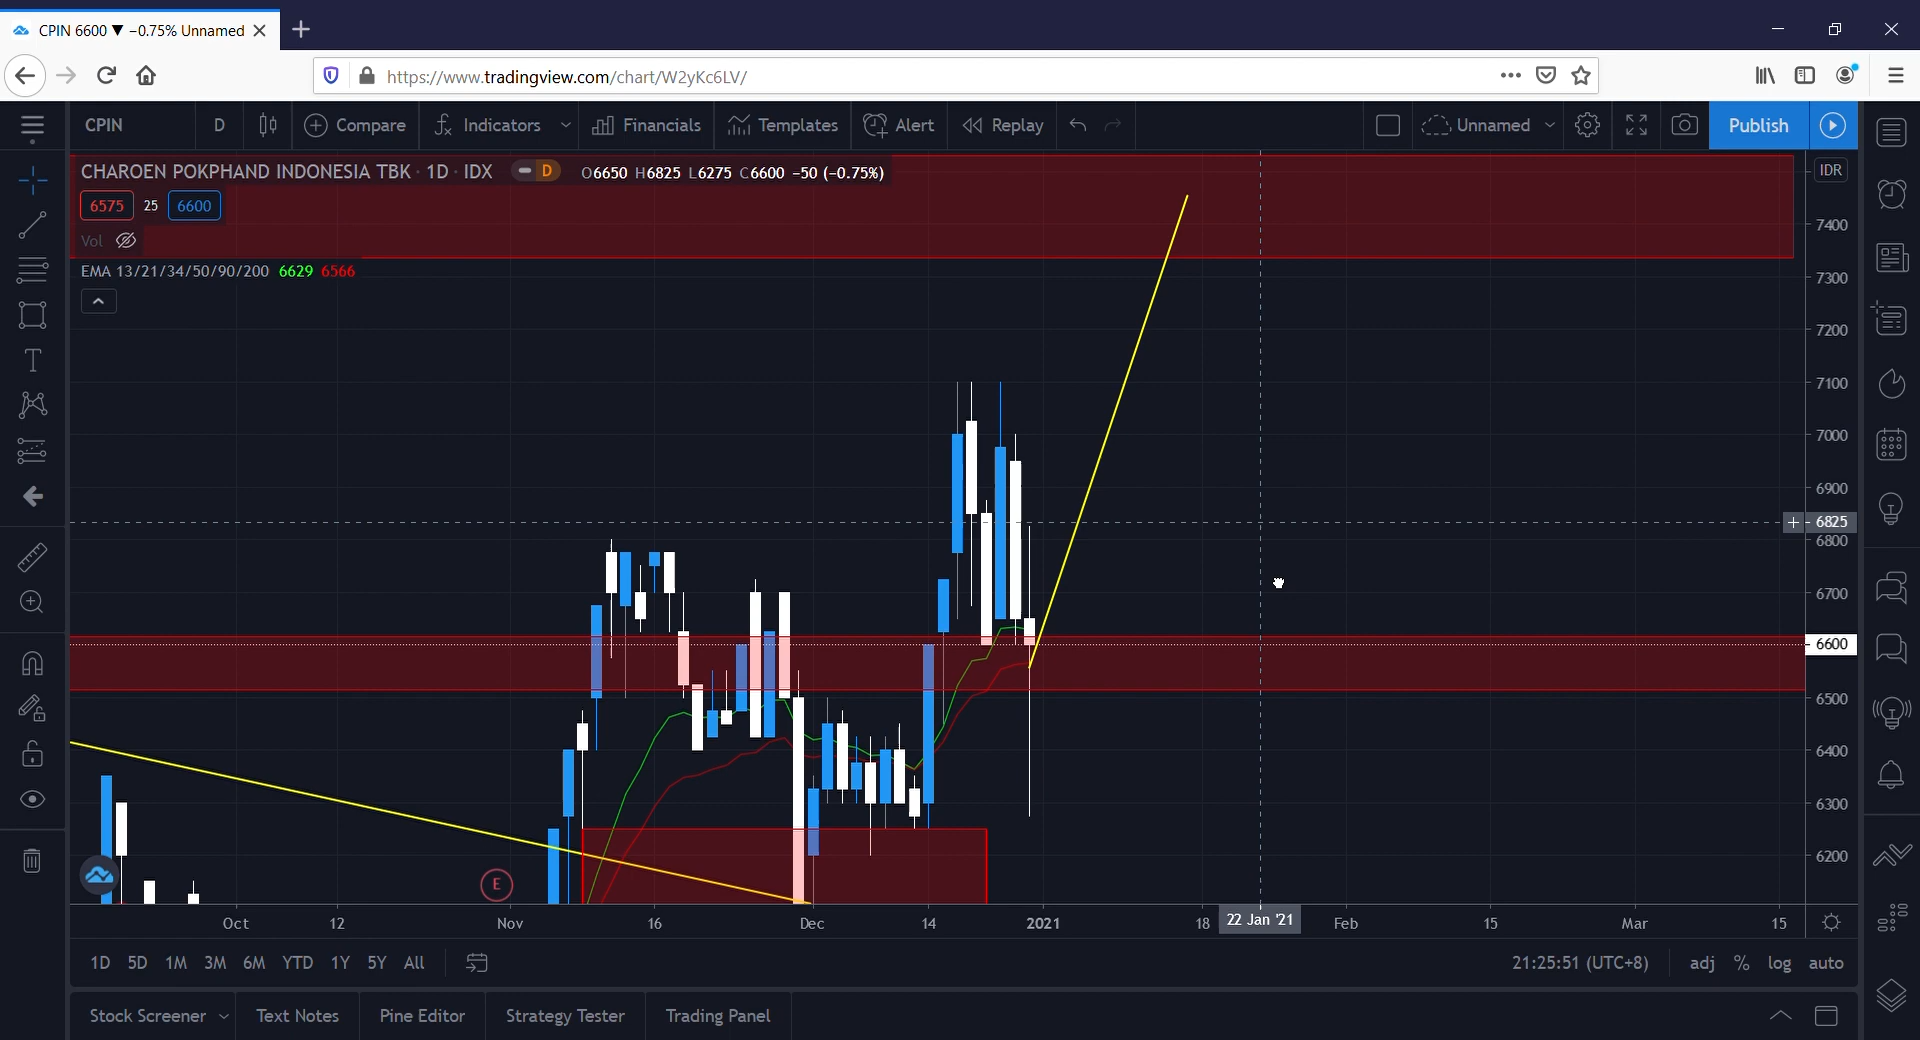 CPIN 6600 ▼ −0.75% Unnamed
https://www.tradingview.com/chart/W2yKc6LV/
CPIN D Compare Indicators Financials Templates Alert Replay Unnamed Publish
CHAROEN POKPHAND INDONESIA TBK · 1D · IDX D O6650 H6825 L6275 C6600 −50 (−0.75%)
IDR
6575 25 6600
Vol
EMA 13/21/34/50/90/200 6629 6566
7400
7300
7200
7100
7000
6900
6825
6800
6700
6600
6500
6400
6300
6200
E
Oct 12 Nov 16 Dec 14 2021 18 22 Jan '21 Feb 15 Mar 15
1D 5D 1M 3M 6M YTD 1Y 5Y All 21:25:51 (UTC+8) adj % log auto
Stock Screener Text Notes Pine Editor Strategy Tester Trading Panel